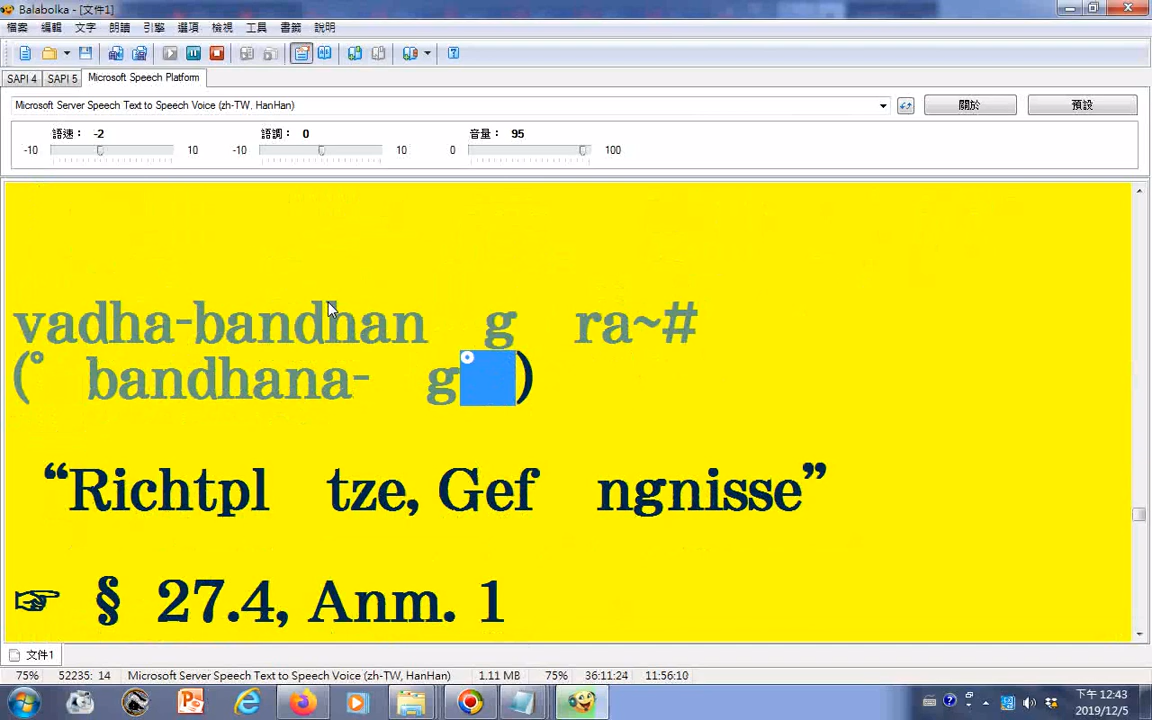 Balabolka - [文件1]
檔案 編輯 文字 朗讀 引擎 選項 檢視 工具 書籤 說明
SAPI 4 SAPI 5 Microsoft Speech Platform
Microsoft Server Speech Text to Speech Voice (zh-TW, HanHan)
關於 預設
語速： -2 語調： 0 音量： 95
-10 10 -10 10 0 100
vadha-bandhan g ra~#
(° bandhana- g° )
“Richtpl tze, Gef ngnisse”
☞ § 27.4, Anm. 1
文件1
75% 52235: 14 Microsoft Server Speech Text to Speech Voice (zh-TW, HanHan) 1.11 MB 75% 36:11:24 11:56:10
下午 12:43
2019/12/5